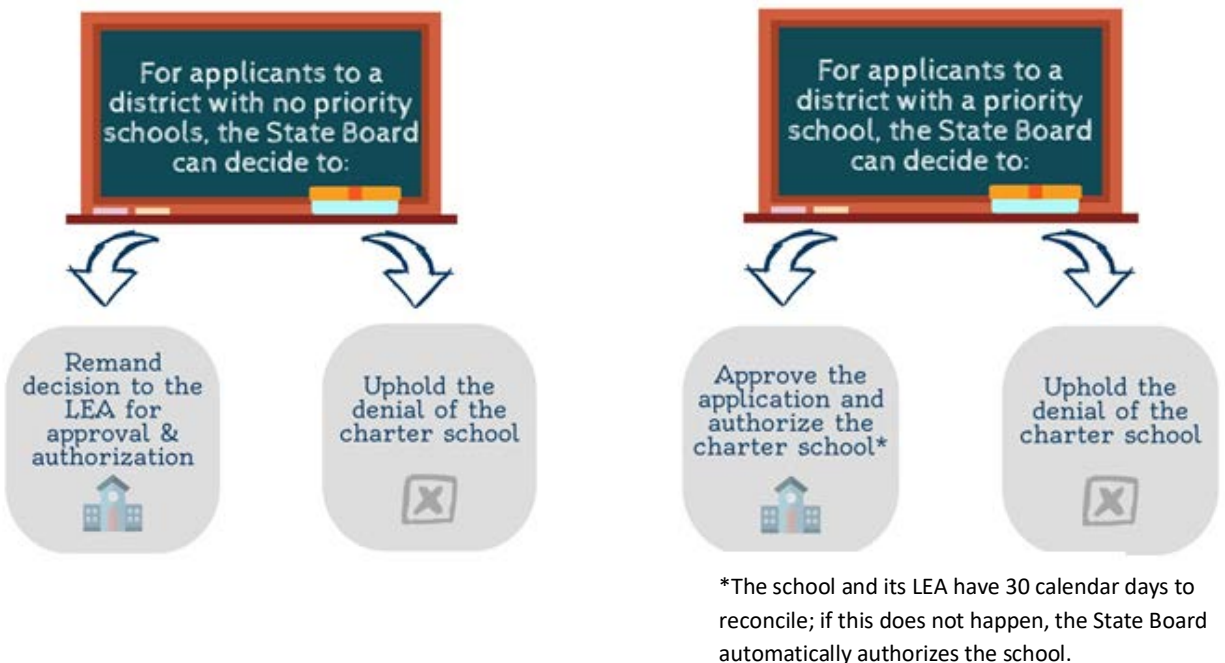 For applicants to a
district with no priority
schools, the State Board
can decide to:
Remand
decision to the
LEA for
approval &
authorization
Uphold the
denial of the
charter school
For applicants to a
district with a priority
school, the State Board
can decide to:
Approve the
application and
authorize the
charter school*
Uphold the
denial of the
charter school
*The school and its LEA have 30 calendar days to
reconcile; if this does not happen, the State Board
automatically authorizes the school.